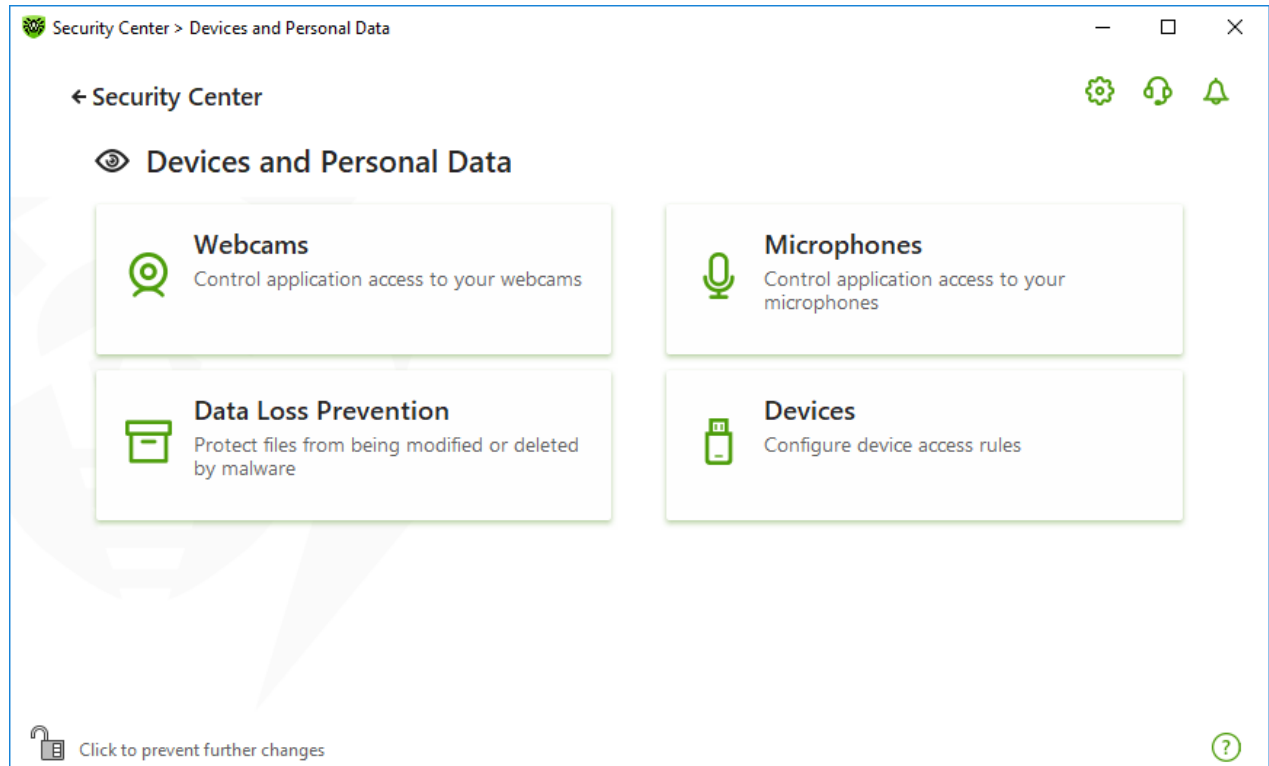 Security Center > Devices and Personal Data
Security Center
Devices and Personal Data
Webcams
Control application access to your webcams
Microphones
Control application access to your
microphones
Data Loss Prevention
Protect files from being modified or deleted
by malware
Devices
Configure device access rules
Click to prevent further changes
?